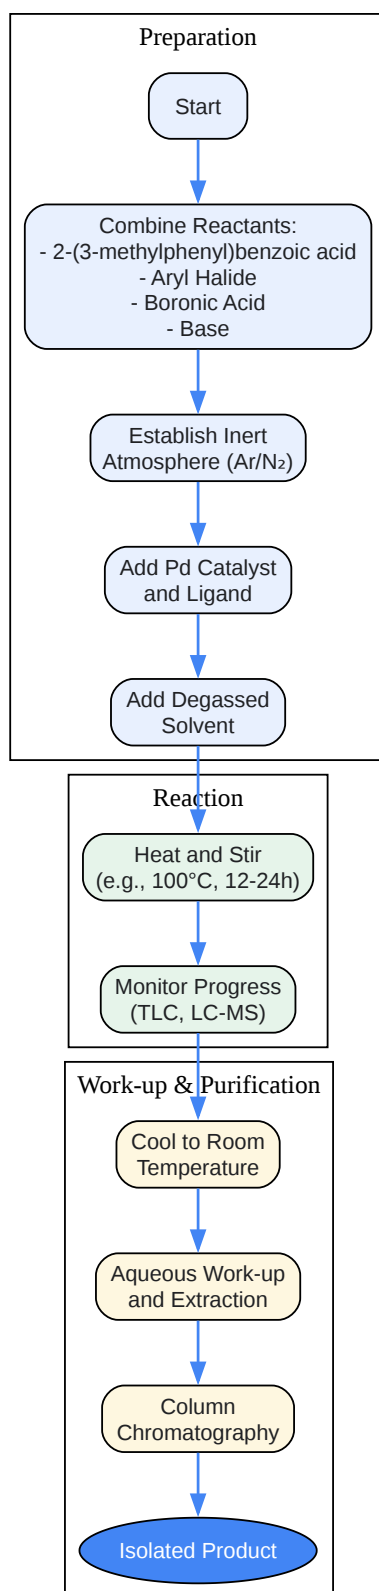 Preparation
Start
Combine Reactants:
- 2-(3-methylphenyl)benzoic acid
- Aryl Halide
- Boronic Acid
- Base
Establish Inert
Atmosphere (Ar/N₂)
Add Pd Catalyst
and Ligand
Add Degassed
Solvent
Reaction
Heat and Stir
(e.g., 100°C, 12-24h)
Monitor Progress
(TLC, LC-MS)
Work-up & Purification
Cool to Room
Temperature
Aqueous Work-up
and Extraction
Column
Chromatography
Isolated Product